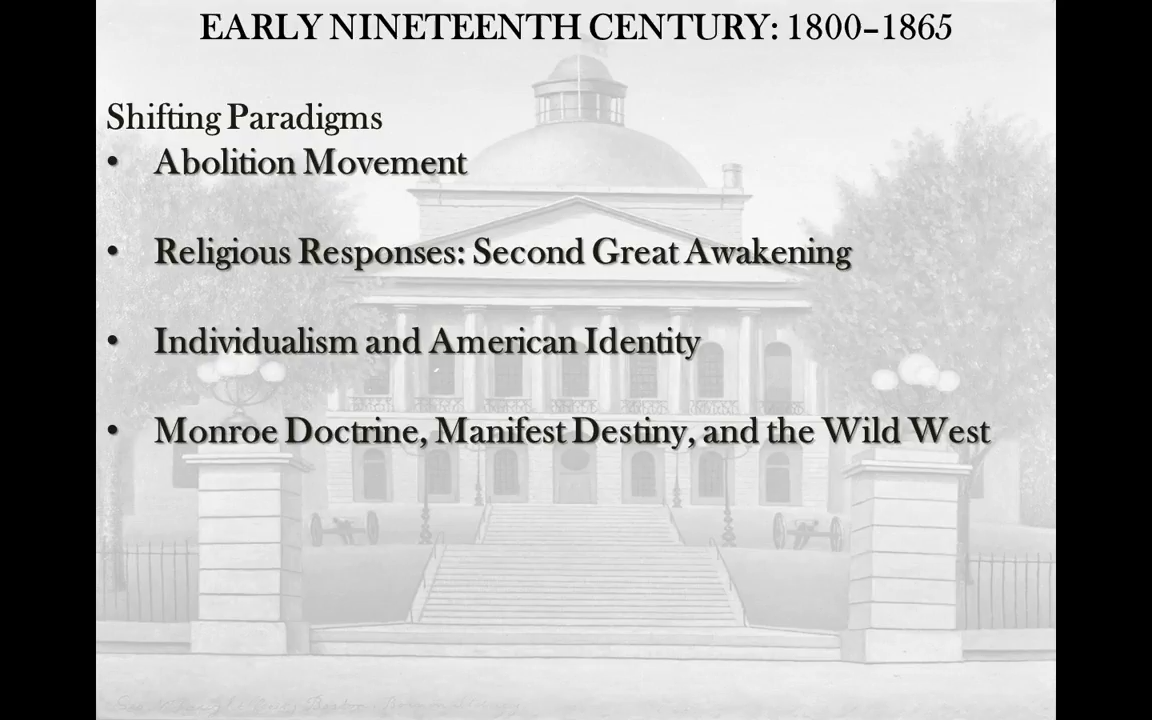 EARLY NINETEENTH CENTURY: 1800–1865
Shifting Paradigms
• Abolition Movement
• Religious Responses: Second Great Awakening
• Individualism and American Identity
• Monroe Doctrine, Manifest Destiny, and the Wild West